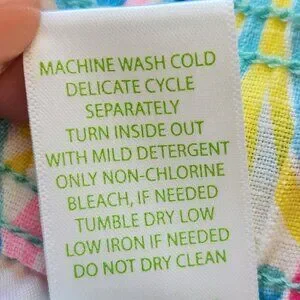 MACHINE WASH COLD
DELICATE CYCLE
SEPARATELY
TURN INSIDE OUT
WITH MILD DETERGENT
ONLY NON-CHLORINE
BLEACH, IF NEEDED
TUMBLE DRY LOW
LOW IRON IF NEEDED
DO NOT DRY CLEAN